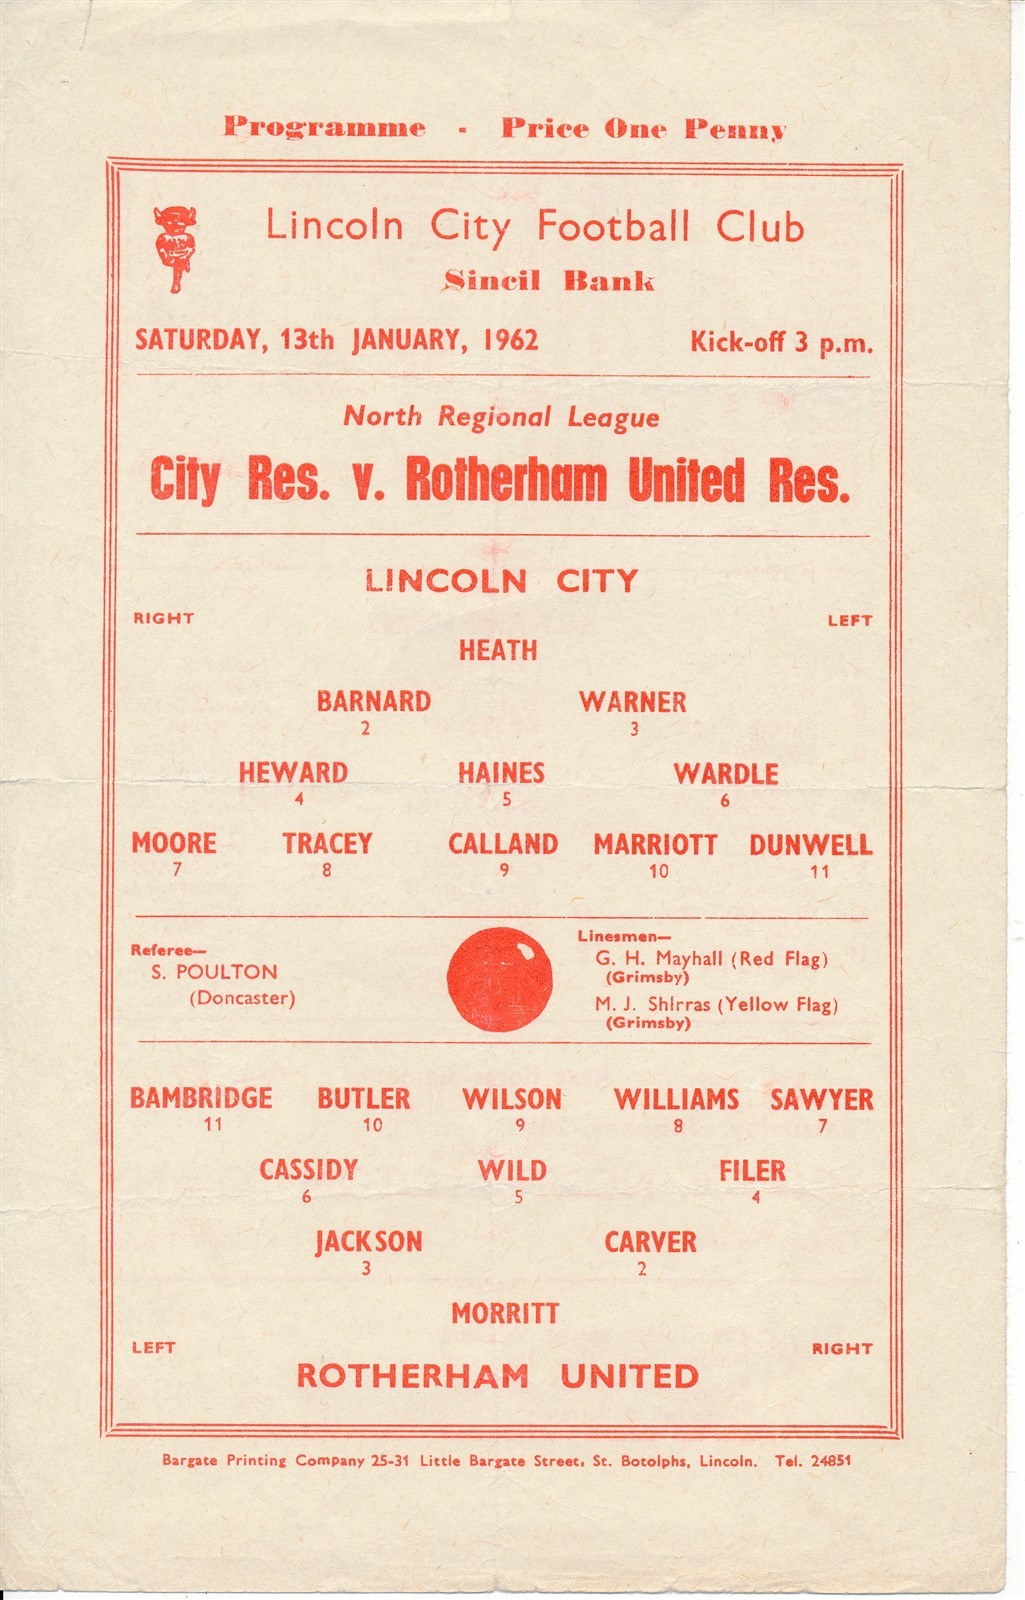 Programme - Price One Penny
Lincoln City Football Club
Sincil Bank
SATURDAY, 13th JANUARY, 1962 Kick-off 3 p.m.
North Regional League
City Res. v. Rotherham United Res.
LINCOLN CITY
RIGHT LEFT
HEATH
BARNARD WARNER
2 3
HEWARD HAINES WARDLE
4 5 6
MOORE TRACEY CALLAND MARRIOTT DUNWELL
7 8 9 10 11
Referee—
S. POULTON
(Doncaster)
Linesmen—
G. H. Mayhall (Red Flag)
(Grimsby)
M. J. Shirras (Yellow Flag)
(Grimsby)
BAMBRIDGE BUTLER WILSON WILLIAMS SAWYER
11 10 9 8 7
CASSIDY WILD FILER
6 5 4
JACKSON CARVER
3 2
MORRITT
LEFT RIGHT
ROTHERHAM UNITED
Bargate Printing Company 25-31 Little Bargate Street, St. Botolphs, Lincoln. Tel. 24851